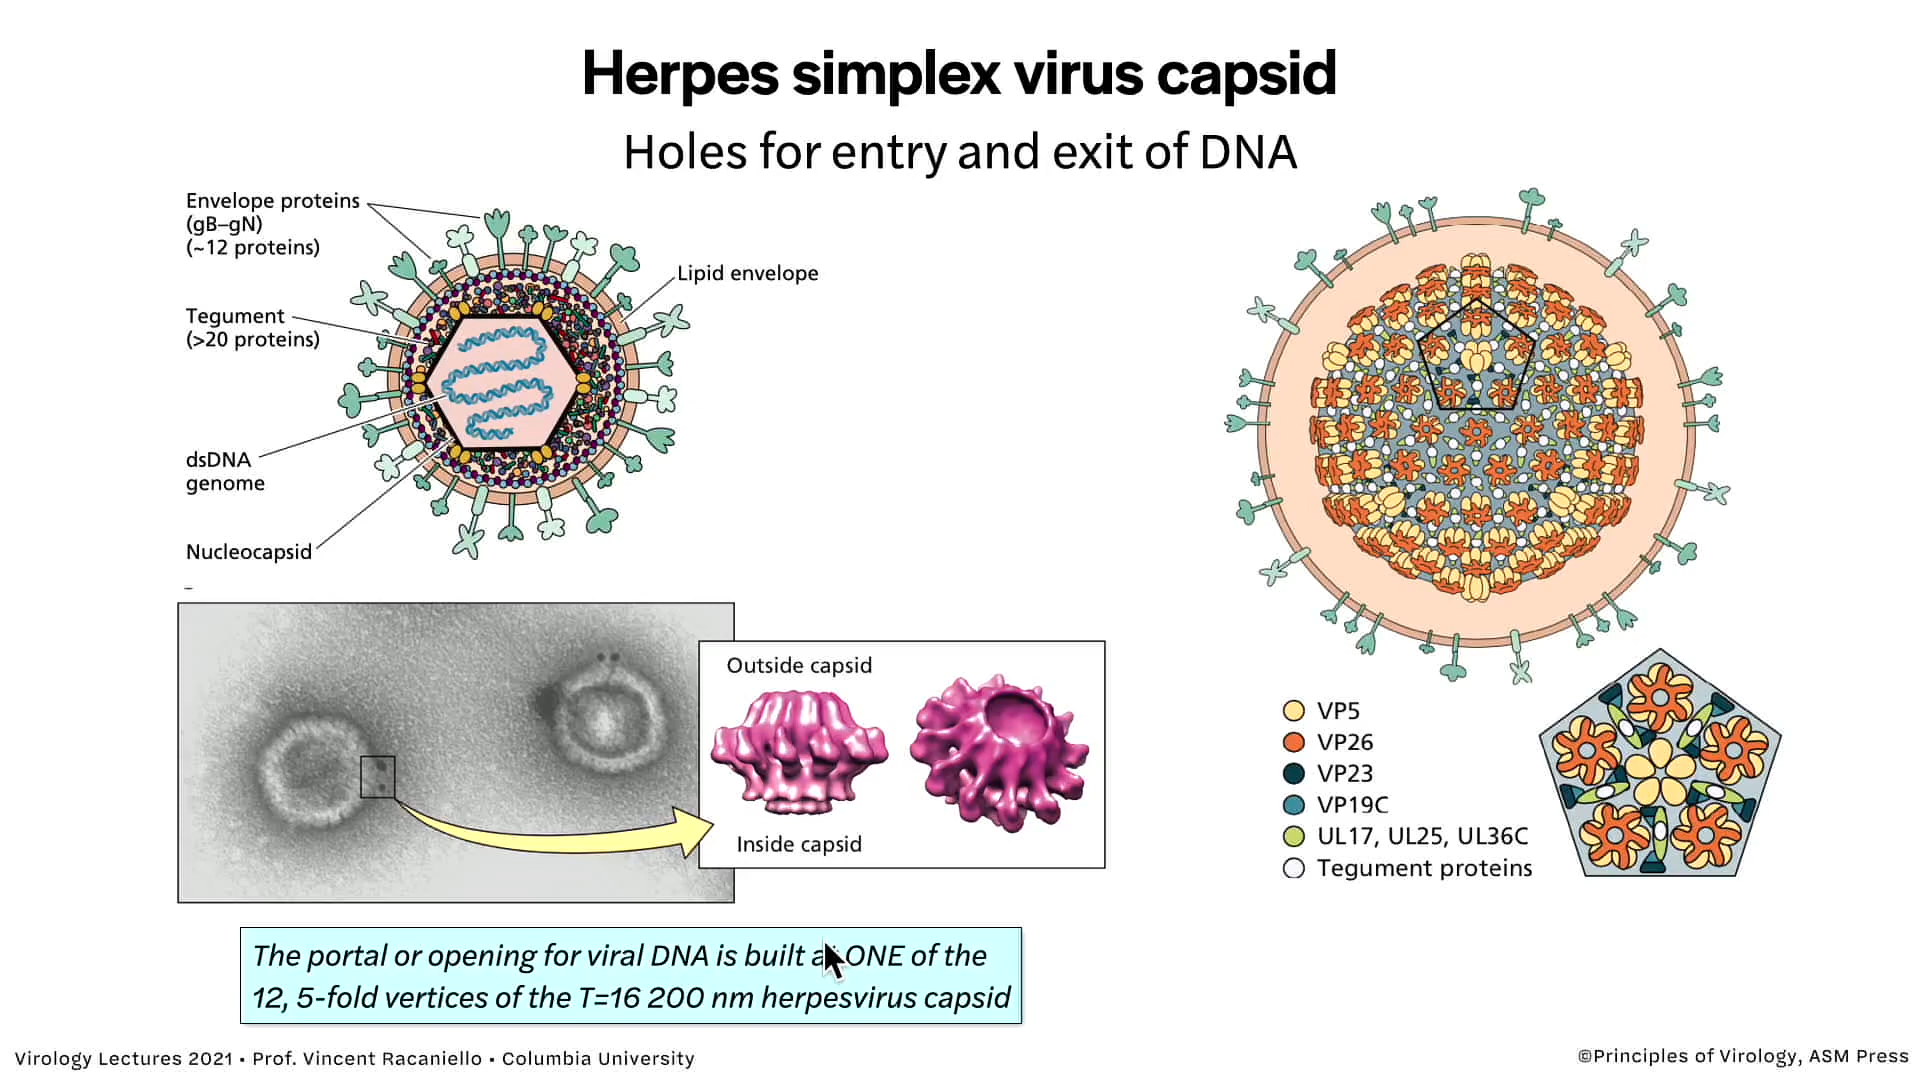 Herpes simplex virus capsid
Holes for entry and exit of DNA
Envelope proteins
(gB–gN)
(~12 proteins)
Lipid envelope
Tegument
(>20 proteins)
dsDNA
genome
Nucleocapsid
Outside capsid
Inside capsid
VP5
VP26
VP23
VP19C
UL17, UL25, UL36C
Tegument proteins
The portal or opening for viral DNA is built ONE of the
12, 5-fold vertices of the T=16 200 nm herpesvirus capsid
Virology Lectures 2021 • Prof. Vincent Racaniello • Columbia University
©Principles of Virology, ASM Press